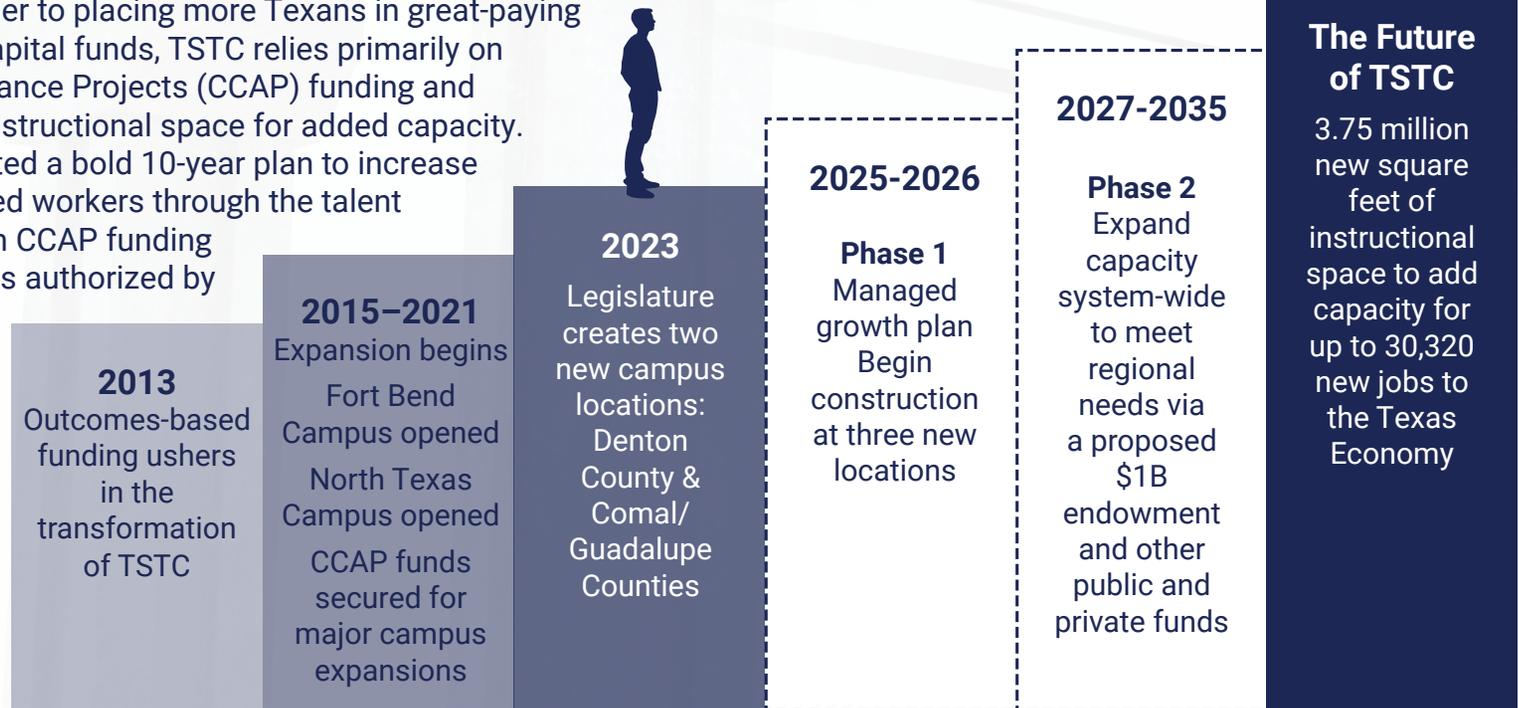 er to placing more Texans in great-paying
apital funds, TSTC relies primarily on
ance Projects (CCAP) funding and
structional space for added capacity.
ted a bold 10-year plan to increase
ed workers through the talent
n CCAP funding
s authorized by
2013
Outcomes-based
funding ushers
in the
transformation
of TSTC
2015–2021
Expansion begins
Fort Bend
Campus opened
North Texas
Campus opened
CCAP funds
secured for
major campus
expansions
2023
Legislature
creates two
new campus
locations:
Denton
County &
Comal/
Guadalupe
Counties
2025-2026
Phase 1
Managed
growth plan
Begin
construction
at three new
locations
2027-2035
Phase 2
Expand
capacity
system-wide
to meet
regional
needs via
a proposed
$1B
endowment
and other
public and
private funds
The Future
of TSTC
3.75 million
new square
feet of
instructional
space to add
capacity for
up to 30,320
new jobs to
the Texas
Economy